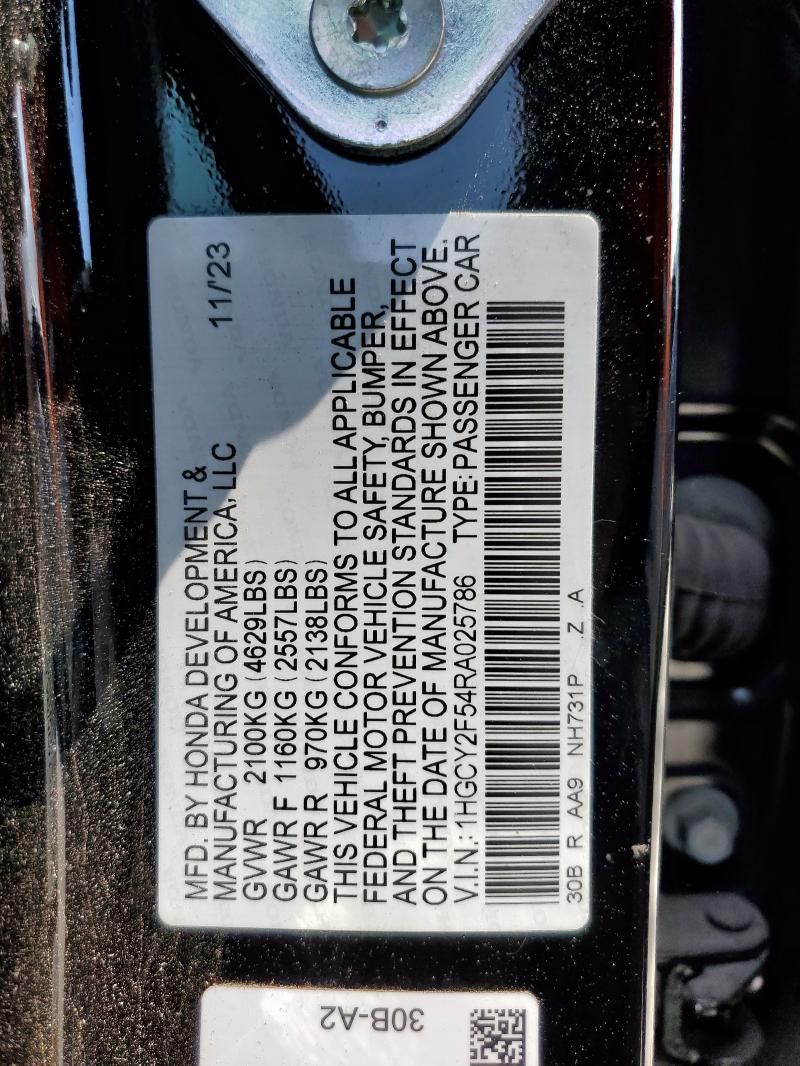 MFD. BY HONDA DEVELOPMENT &
MANUFACTURING OF AMERICA, LLC 11/'23
GVWR 2100KG (4629LBS)
GAWR F 1160KG (2557LBS)
GAWR R 970KG (2138LBS)
THIS VEHICLE CONFORMS TO ALL APPLICABLE
FEDERAL MOTOR VEHICLE SAFETY, BUMPER,
AND THEFT PREVENTION STANDARDS IN EFFECT
ON THE DATE OF MANUFACTURE SHOWN ABOVE.
V.I.N.: 1HGCY2F54RA025786 TYPE: PASSENGER CAR
30B R AA9 NH731P .Z .A
30B-A2